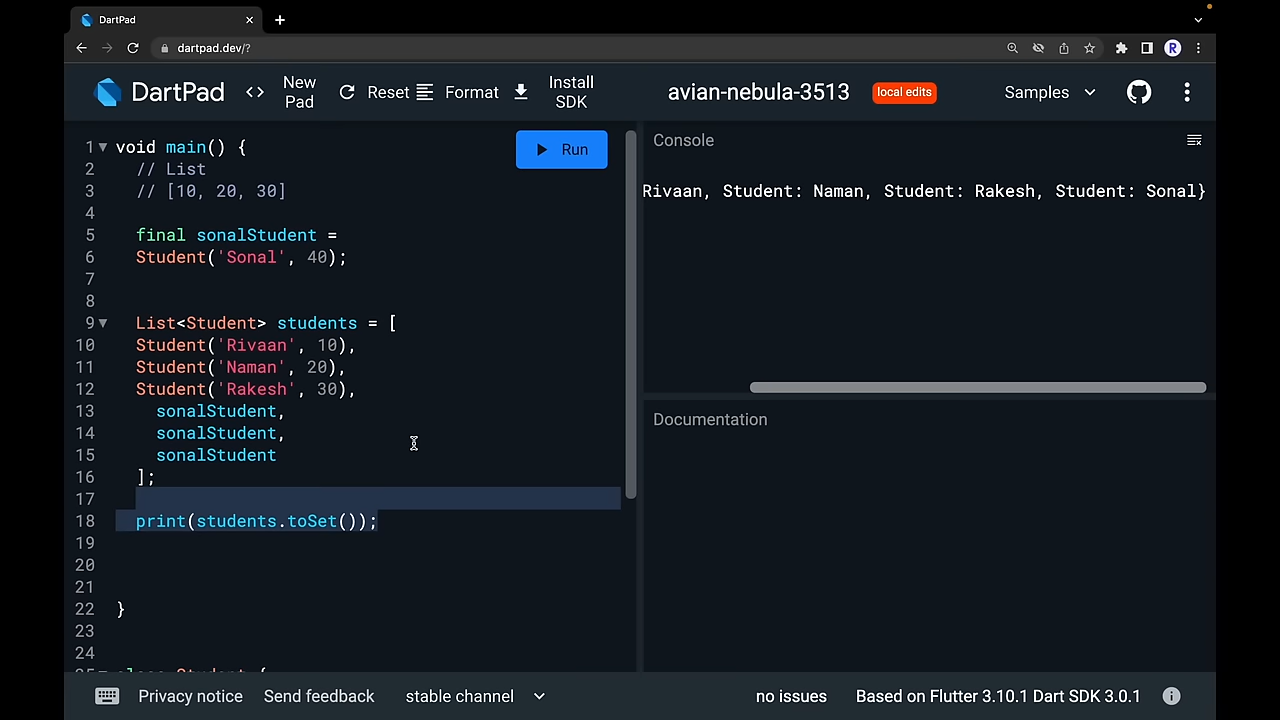 DartPad
dartpad.dev/?
R
DartPad
<> New Pad
Reset
Format
Install SDK
avian-nebula-3513
local edits
Samples
1 void main() {
2 // List
3 // [10, 20, 30]
4
5 final sonalStudent =
6 Student('Sonal', 40);
7
8
9 List<Student> students = [
10 Student('Rivaan', 10),
11 Student('Naman', 20),
12 Student('Rakesh', 30),
13 sonalStudent,
14 sonalStudent,
15 sonalStudent
16 ];
17
18 print(students.toSet());
19
20
21
22 }
23
24
Run
Console
Rivaan, Student: Naman, Student: Rakesh, Student: Sonal}
Documentation
Privacy notice
Send feedback
stable channel
no issues
Based on Flutter 3.10.1 Dart SDK 3.0.1